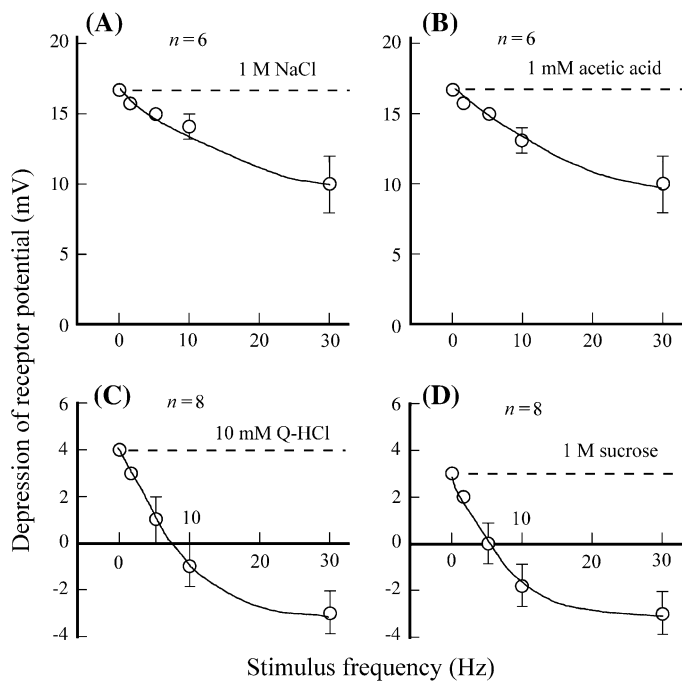 (A)
n = 6
1 M NaCl
20
15
10
5
0
0
10
20
30
(B)
n = 6
1 mM acetic acid
20
15
10
5
0
0
10
20
30
(C)
n = 8
10 mM Q-HCl
6
4
2
0
-2
-4
0
10
20
30
(D)
n = 8
1 M sucrose
6
4
2
0
-2
-4
0
10
20
30
Depression of receptor potential (mV)
Stimulus frequency (Hz)